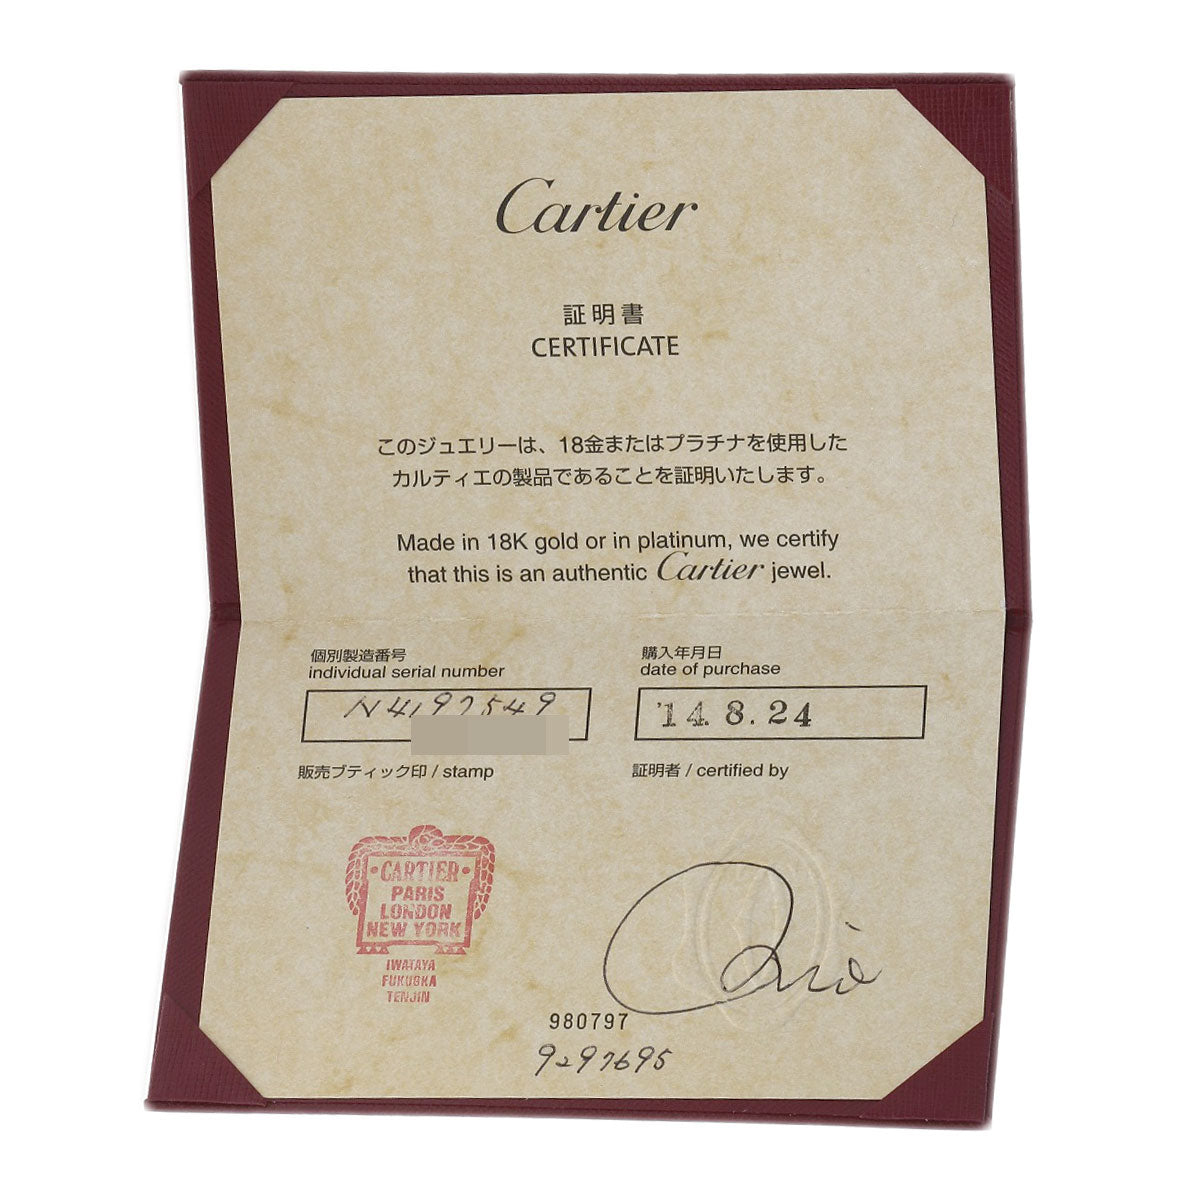 Cartier
証明書
CERTIFICATE
このジュエリーは、18金またはプラチナを使用した
カルティエの製品であることを証明いたします。
Made in 18K gold or in platinum, we certify
that this is an authentic Cartier jewel.
個別製造番号
individual serial number
N4197549
購入年月日
date of purchase
'14.8.24
販売ブティック印 / stamp
証明者 / certified by
·CARTIER·
PARIS
LONDON
NEW YORK
IWATAYA
FUKUOKA
TENJIN
980797
9297695